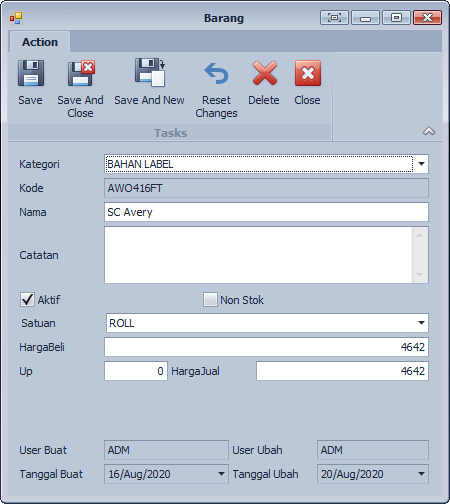 Barang
Action
Save
Save And Close
Save And New
Reset Changes
Delete
Close
Tasks
Kategori BAHAN LABEL
Kode AWO416FT
Nama SC Avery
Catatan
Aktif Non Stok
Satuan ROLL
HargaBeli 4642
Up 0 HargaJual 4642
User Buat ADM User Ubah ADM
Tanggal Buat 16/Aug/2020 Tanggal Ubah 20/Aug/2020